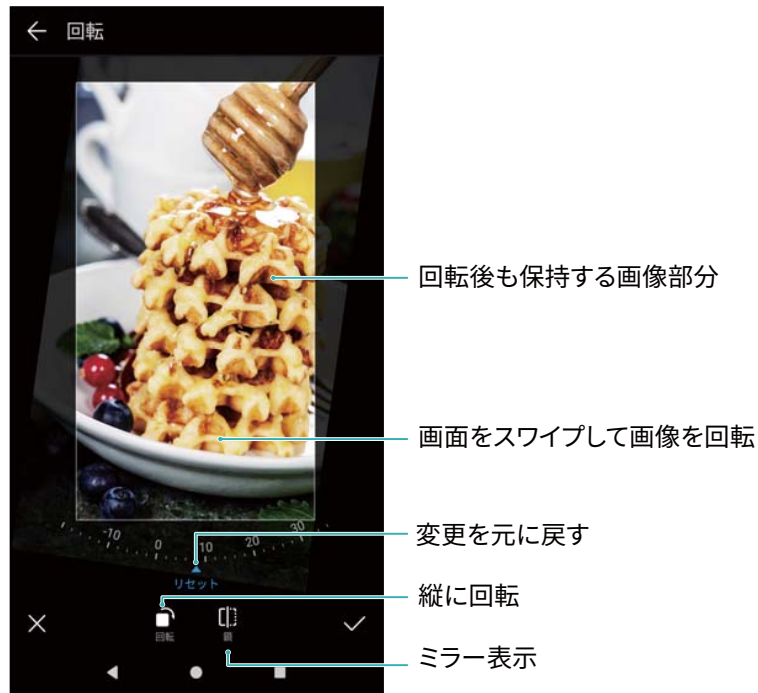 回転
回転後も保持する画像部分
画面をスワイプして画像を回転
-10 0 10 20 30
変更を元に戻す
リセット
縦に回転
回転 鏡
ミラー表示